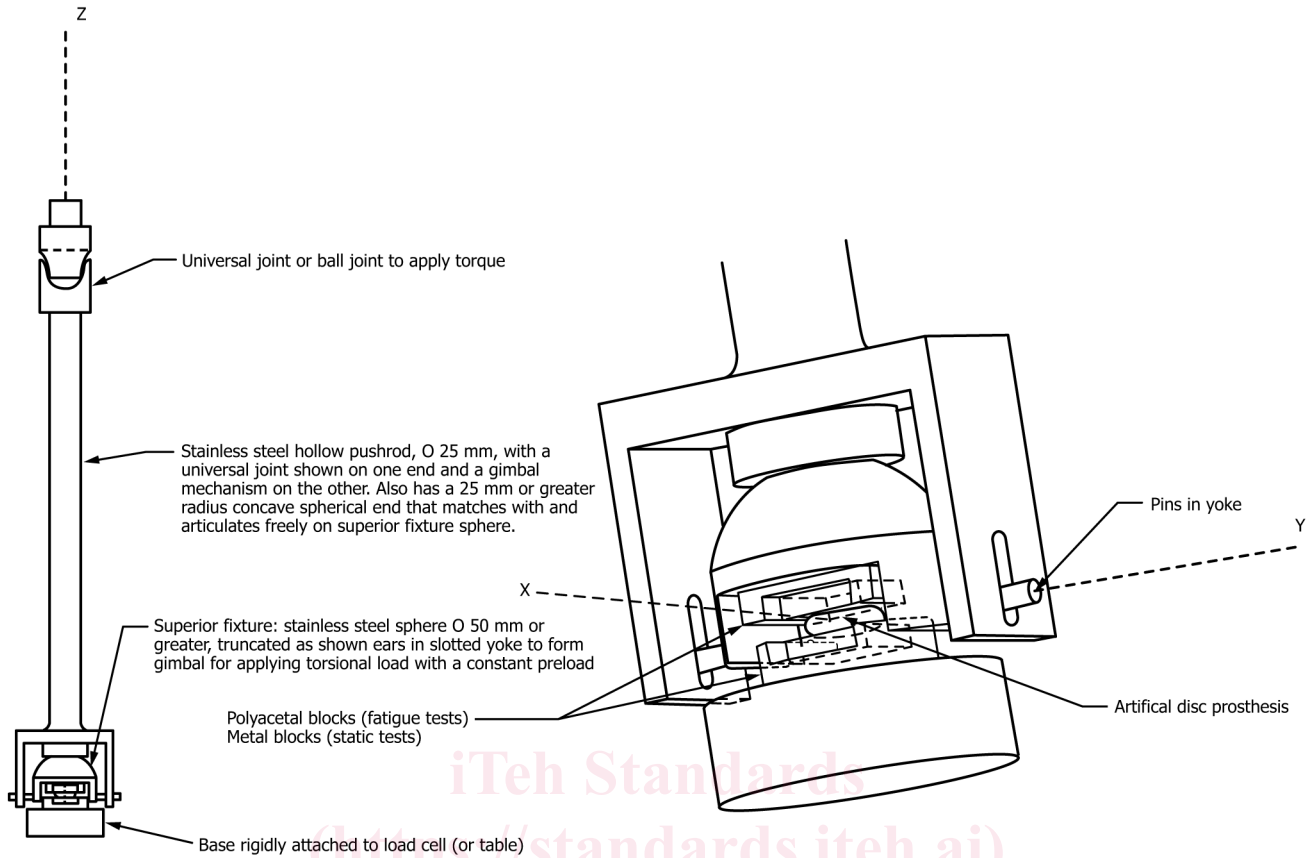 Z
Universal joint or ball joint to apply torque
Stainless steel hollow pushrod, O 25 mm, with a
universal joint shown on one end and a gimbal
mechanism on the other. Also has a 25 mm or greater
radius concave spherical end that matches with and
articulates freely on superior fixture sphere.
Pins in yoke
Y
X
Superior fixture: stainless steel sphere O 50 mm or
greater, truncated as shown ears in slotted yoke to form
gimbal for applying torsional load with a constant preload
Polyacetal blocks (fatigue tests)
Metal blocks (static tests)
Artifical disc prosthesis
iTeh Standards
(https://standards.iteh.ai)
Base rigidly attached to load cell (or table)